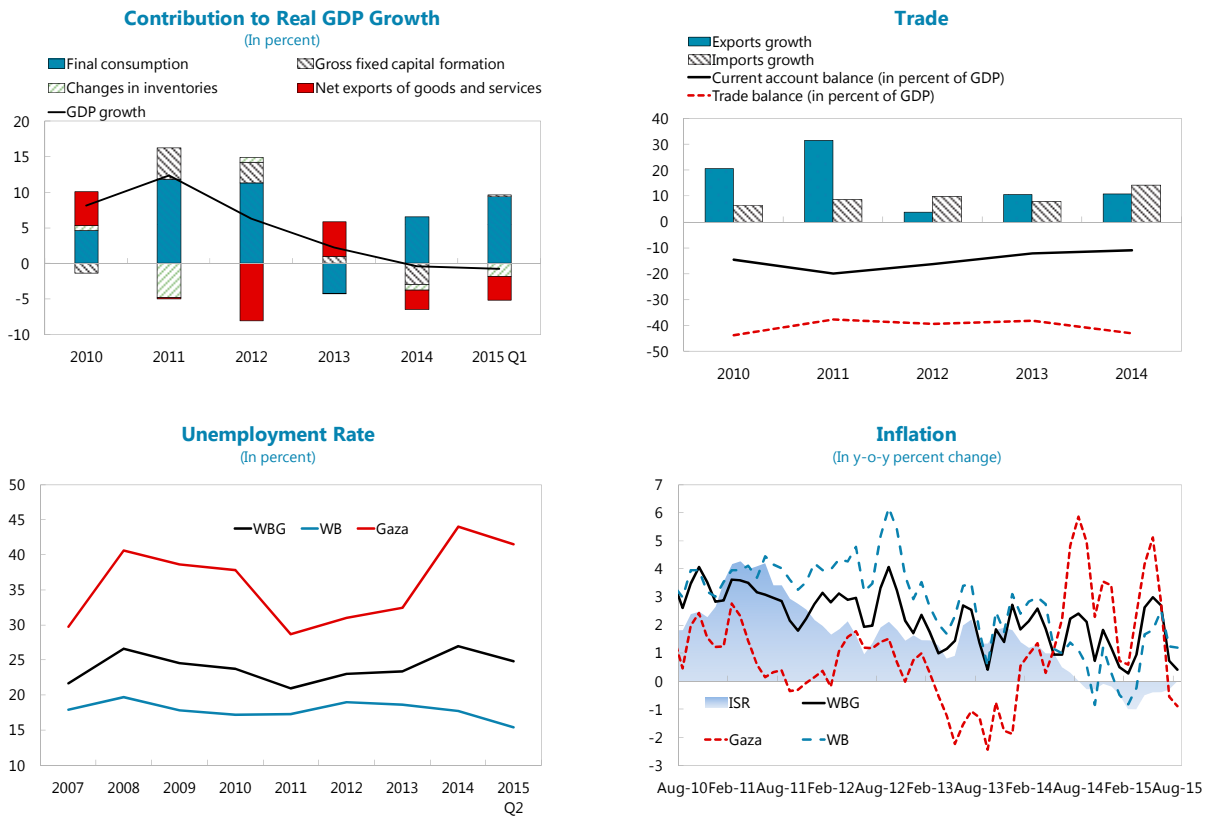 Contribution to Real GDP Growth
(In percent)
Final consumption
Gross fixed capital formation
Changes in inventories
Net exports of goods and services
GDP growth
20
15
10
5
0
-5
-10
2010 2011 2012 2013 2014 2015 Q1
Trade
Exports growth
Imports growth
Current account balance (in percent of GDP)
Trade balance (in percent of GDP)
40
30
20
10
0
-10
-20
-30
-40
-50
2010 2011 2012 2013 2014
Unemployment Rate
(In percent)
50
45
40
35
30
25
20
15
10
WBG WB Gaza
2007 2008 2009 2010 2011 2012 2013 2014 2015
Q2
Inflation
(In y-o-y percent change)
7
6
5
4
3
2
1
0
-1
-2
-3
ISR WBG
Gaza WB
Aug-10 Feb-11 Aug-11 Feb-12 Aug-12 Feb-13 Aug-13 Feb-14 Aug-14 Feb-15 Aug-15